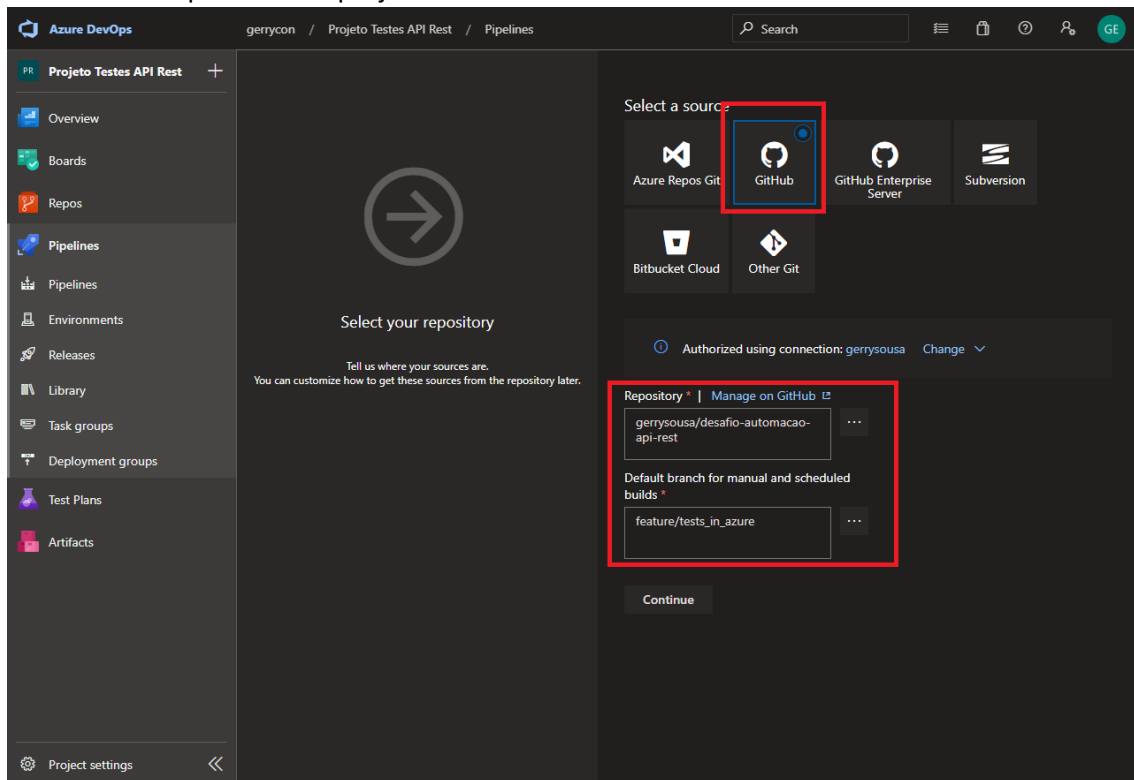 Azure DevOps
gerrycon / Projeto Testes API Rest / Pipelines
Search
GE
PR Projeto Testes API Rest
Overview
Boards
Repos
Pipelines
Pipelines
Environments
Releases
Library
Task groups
Deployment groups
Test Plans
Artifacts
Project settings
Select your repository
Tell us where your sources are.
You can customize how to get these sources from the repository later.
Select a source
Azure Repos Git
GitHub
GitHub Enterprise
Server
Subversion
Bitbucket Cloud
Other Git
Authorized using connection: gerrysousa Change
Repository * | Manage on GitHub
gerrysousa/desafio-automacao-
api-rest
...
Default branch for manual and scheduled
builds *
feature/tests_in_azure
...
Continue